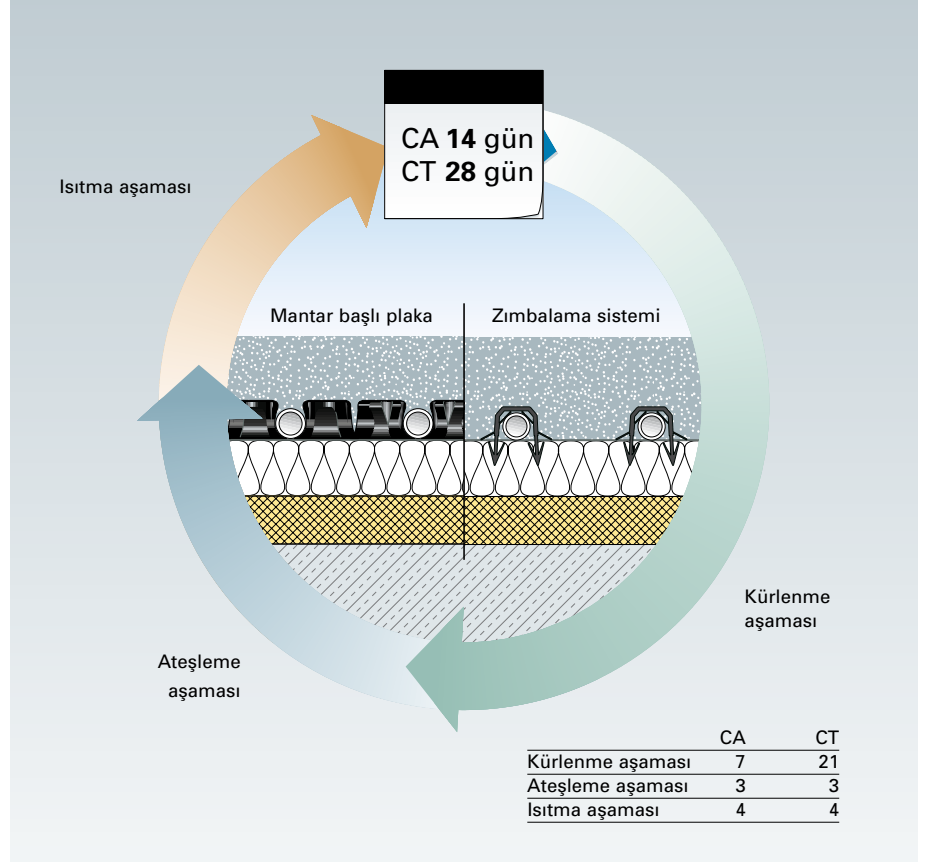 CA 14 gün
CT 28 gün
Isıtma aşaması
Mantar başlı plaka
Zımbalama sistemi
Kürlenme
aşaması
Ateşleme
aşaması
CA CT
Kürlenme aşaması 7 21
Ateşleme aşaması 3 3
Isıtma aşaması 4 4